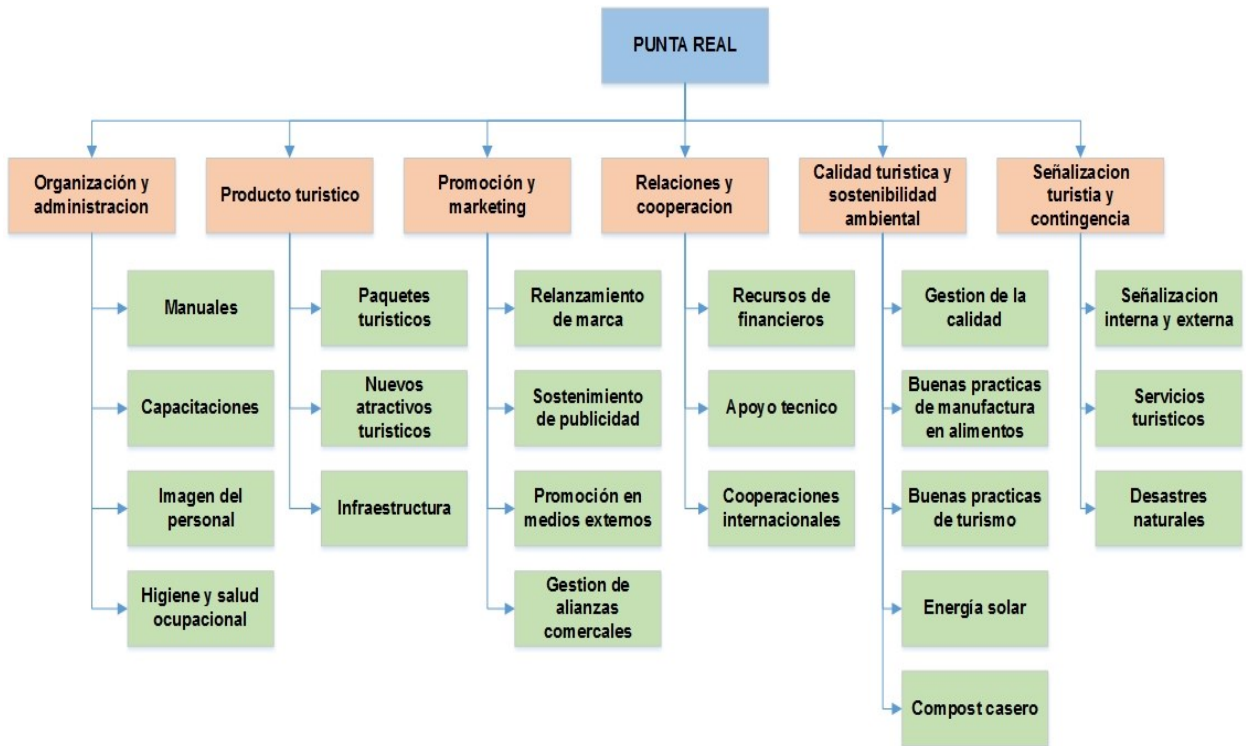 PUNTA REAL
Organización y
administracion
Producto turistico
Promoción y
marketing
Relaciones y
cooperacion
Calidad turistica y
sostenibilidad
ambiental
Señalizacion
turistia y
contingencia
Manuales
Capacitaciones
Imagen del
personal
Higiene y salud
ocupacional
Paquetes
turisticos
Nuevos
atractivos
turisticos
Infraestructura
Relanzamiento
de marca
Sostenimiento
de publicidad
Promoción en
medios externos
Gestion de
alianzas
comercales
Recursos de
financieros
Apoyo tecnico
Cooperaciones
internacionales
Gestion de la
calidad
Buenas practicas
de manufactura
en alimentos
Buenas practicas
de turismo
Energía solar
Compost casero
Señalizacion
interna y externa
Servicios
turisticos
Desastres
naturales